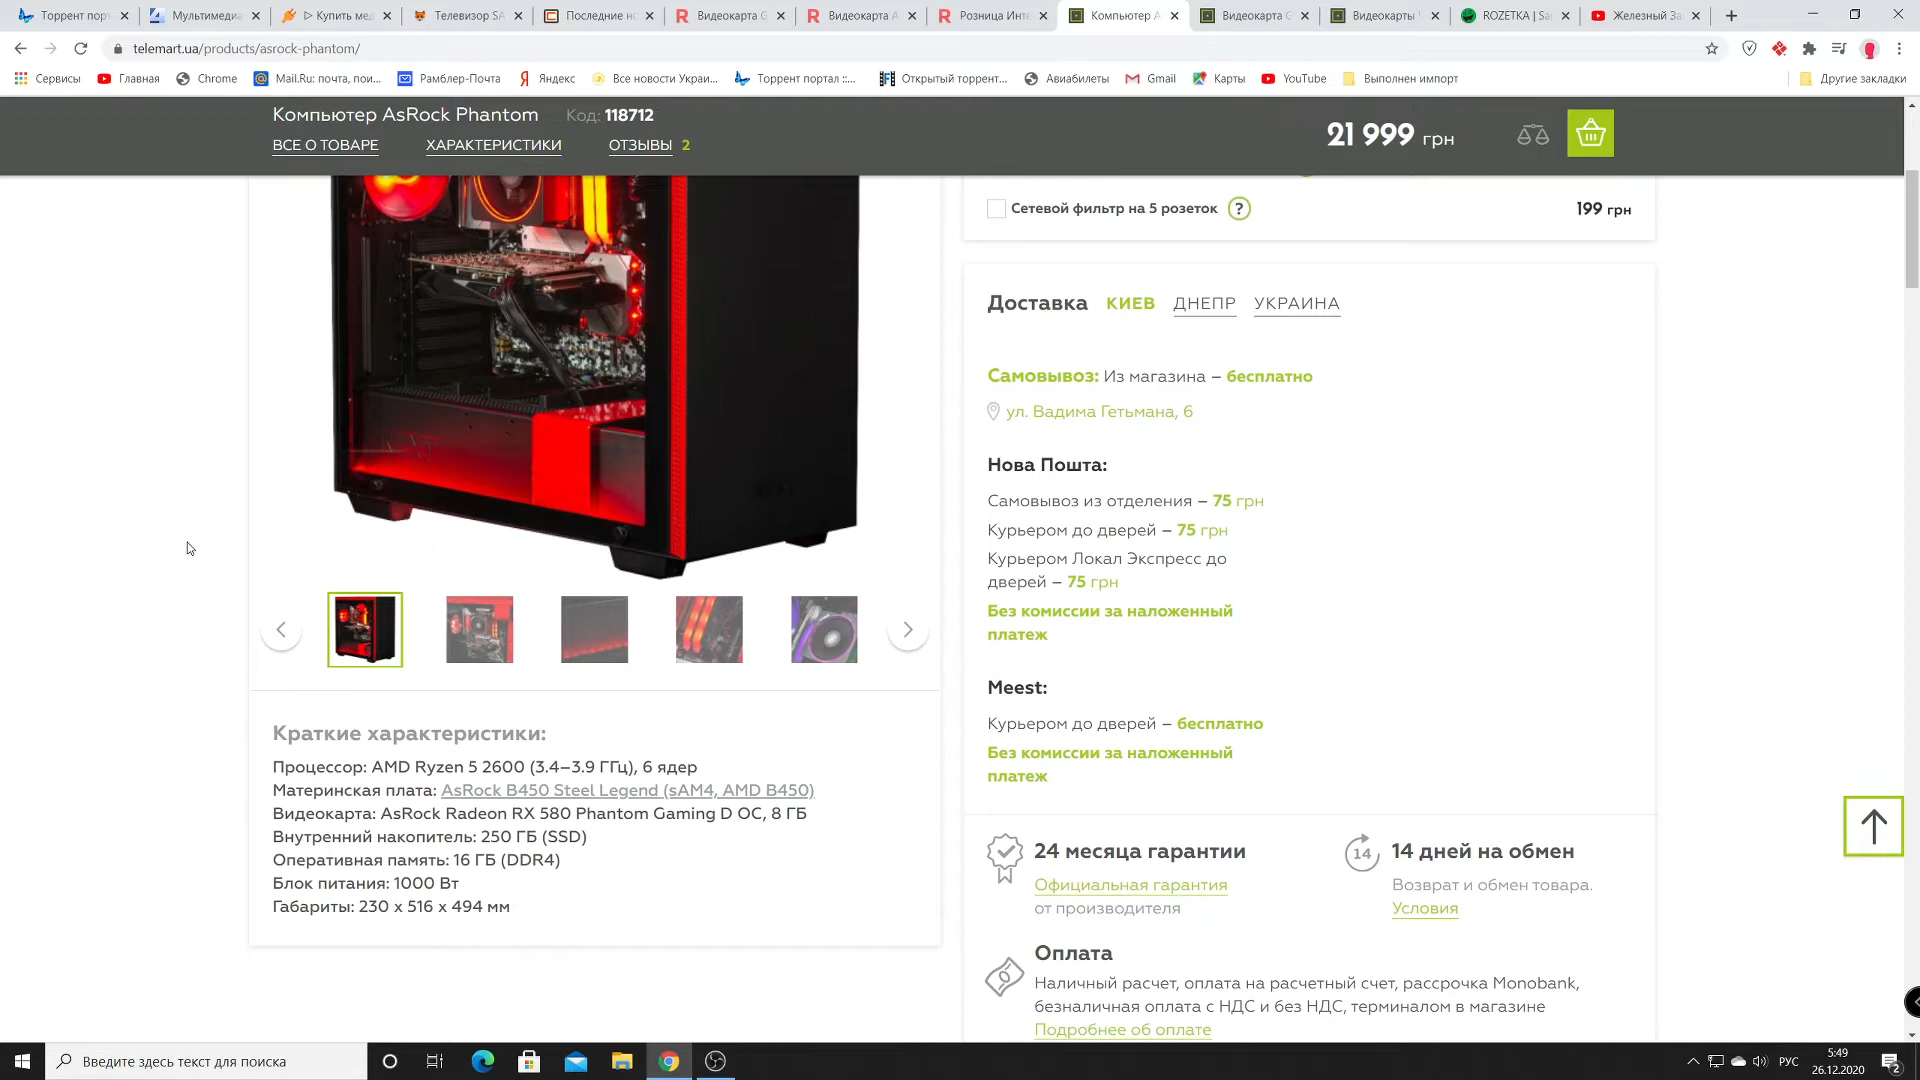 Торрент порт
Мультимедиа
▷ Купить мед
Телевизор SA
Последние но
Видеокарта G
Видеокарта A
Розница Инте
Компьютер A
Видеокарта G
Видеокарты
ROZETKA | Sa
Железный За
telemart.ua/products/asrock-phantom/
Сервисы
Главная
Chrome
Mail.Ru: почта, пои...
Рамблер-Почта
Яндекс
Все новости Украи...
Торрент портал ::...
Открытый торрент...
Авиабилеты
Gmail
Карты
YouTube
Выполнен импорт
Другие закладки
Компьютер AsRock Phantom Код: 118712
ВСЕ О ТОВАРЕ ХАРАКТЕРИСТИКИ ОТЗЫВЫ 2
21 999 грн
Сетевой фильтр на 5 розеток ? 199 грн
Доставка КИЕВ ДНЕПР УКРАИНА
Самовывоз: Из магазина – бесплатно
ул. Вадима Гетьмана, 6
Нова Пошта:
Самовывоз из отделения – 75 грн
Курьером до дверей – 75 грн
Курьером Локал Экспресс до
дверей – 75 грн
Без комиссии за наложенный
платеж
Meest:
Курьером до дверей – бесплатно
Без комиссии за наложенный
платеж
Краткие характеристики:
Процессор: AMD Ryzen 5 2600 (3.4–3.9 ГГц), 6 ядер
Материнская плата: AsRock B450 Steel Legend (sAM4, AMD B450)
Видеокарта: AsRock Radeon RX 580 Phantom Gaming D OC, 8 ГБ
Внутренний накопитель: 250 ГБ (SSD)
Оперативная память: 16 ГБ (DDR4)
Блок питания: 1000 Вт
Габариты: 230 x 516 x 494 мм
24 месяца гарантии
Официальная гарантия
от производителя
14
14 дней на обмен
Возврат и обмен товара.
Условия
Оплата
Наличный расчет, оплата на расчетный счет, рассрочка Monobank,
безналичная оплата с НДС и без НДС, терминалом в магазине
Подробнее об оплате
Введите здесь текст для поиска
РУС
5:49
26.12.2020
2